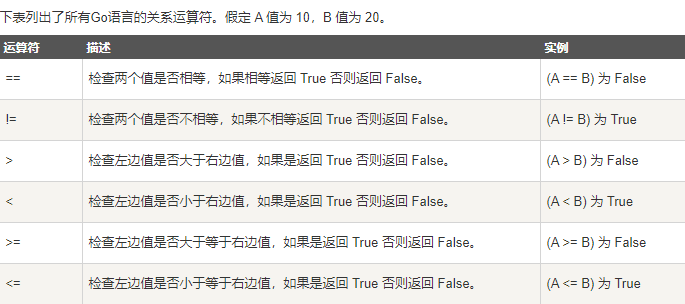 下表列出了所有Go语言的关系运算符。假定 A 值为 10，B 值为 20。
运算符 描述 实例
== 检查两个值是否相等，如果相等返回 True 否则返回 False。 (A == B) 为 False
!= 检查两个值是否不相等，如果不相等返回 True 否则返回 False。 (A != B) 为 True
> 检查左边值是否大于右边值，如果是返回 True 否则返回 False。 (A > B) 为 False
< 检查左边值是否小于右边值，如果是返回 True 否则返回 False。 (A < B) 为 True
>= 检查左边值是否大于等于右边值，如果是返回 True 否则返回 False。 (A >= B) 为 False
<= 检查左边值是否小于等于右边值，如果是返回 True 否则返回 False。 (A <= B) 为 True